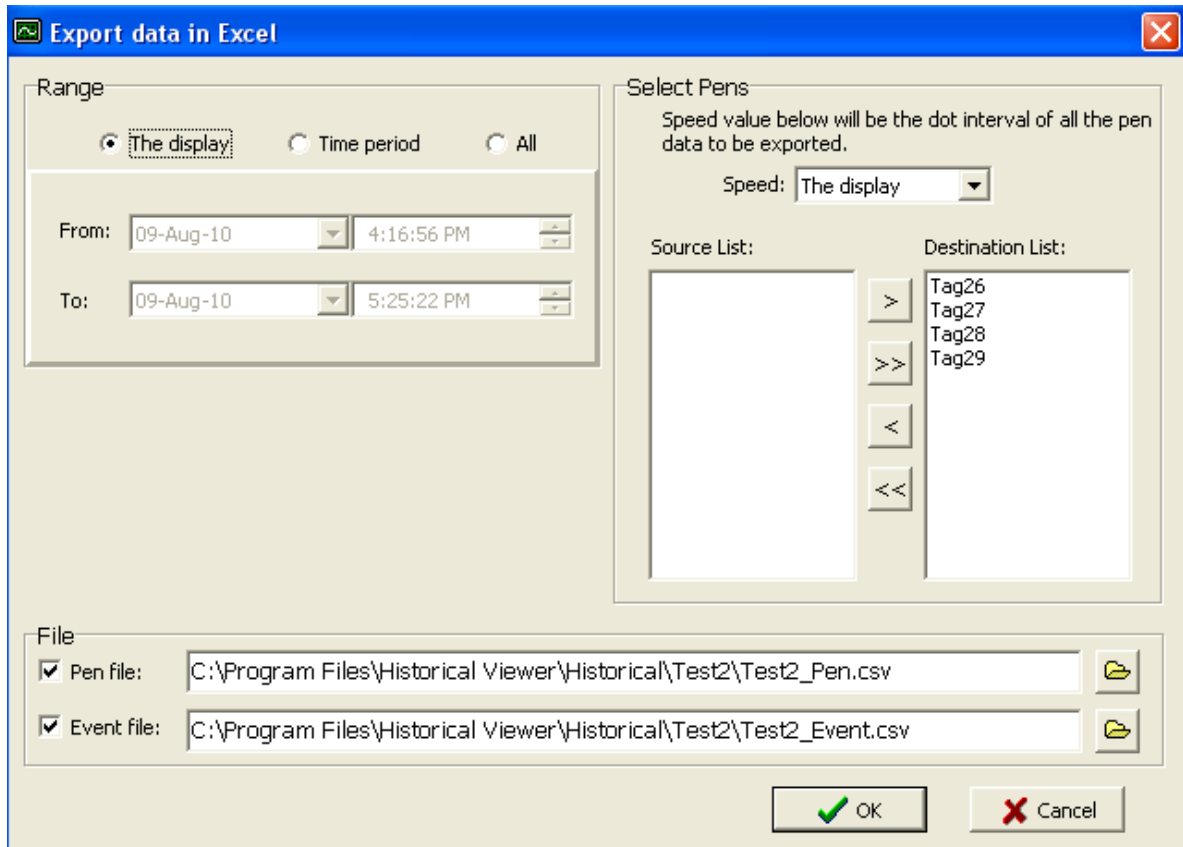 Export data in Excel
Range
The display
Time period
All
From:
09-Aug-10
4:16:56 PM
To:
09-Aug-10
5:25:22 PM
Select Pens
Speed value below will be the dot interval of all the pen
data to be exported.
Speed:
The display
Source List:
Destination List:
>
>>
<
<<
Tag26
Tag27
Tag28
Tag29
File
Pen file:
C:\Program Files\Historical Viewer\Historical\Test2\Test2_Pen.csv
Event file:
C:\Program Files\Historical Viewer\Historical\Test2\Test2_Event.csv
OK
Cancel